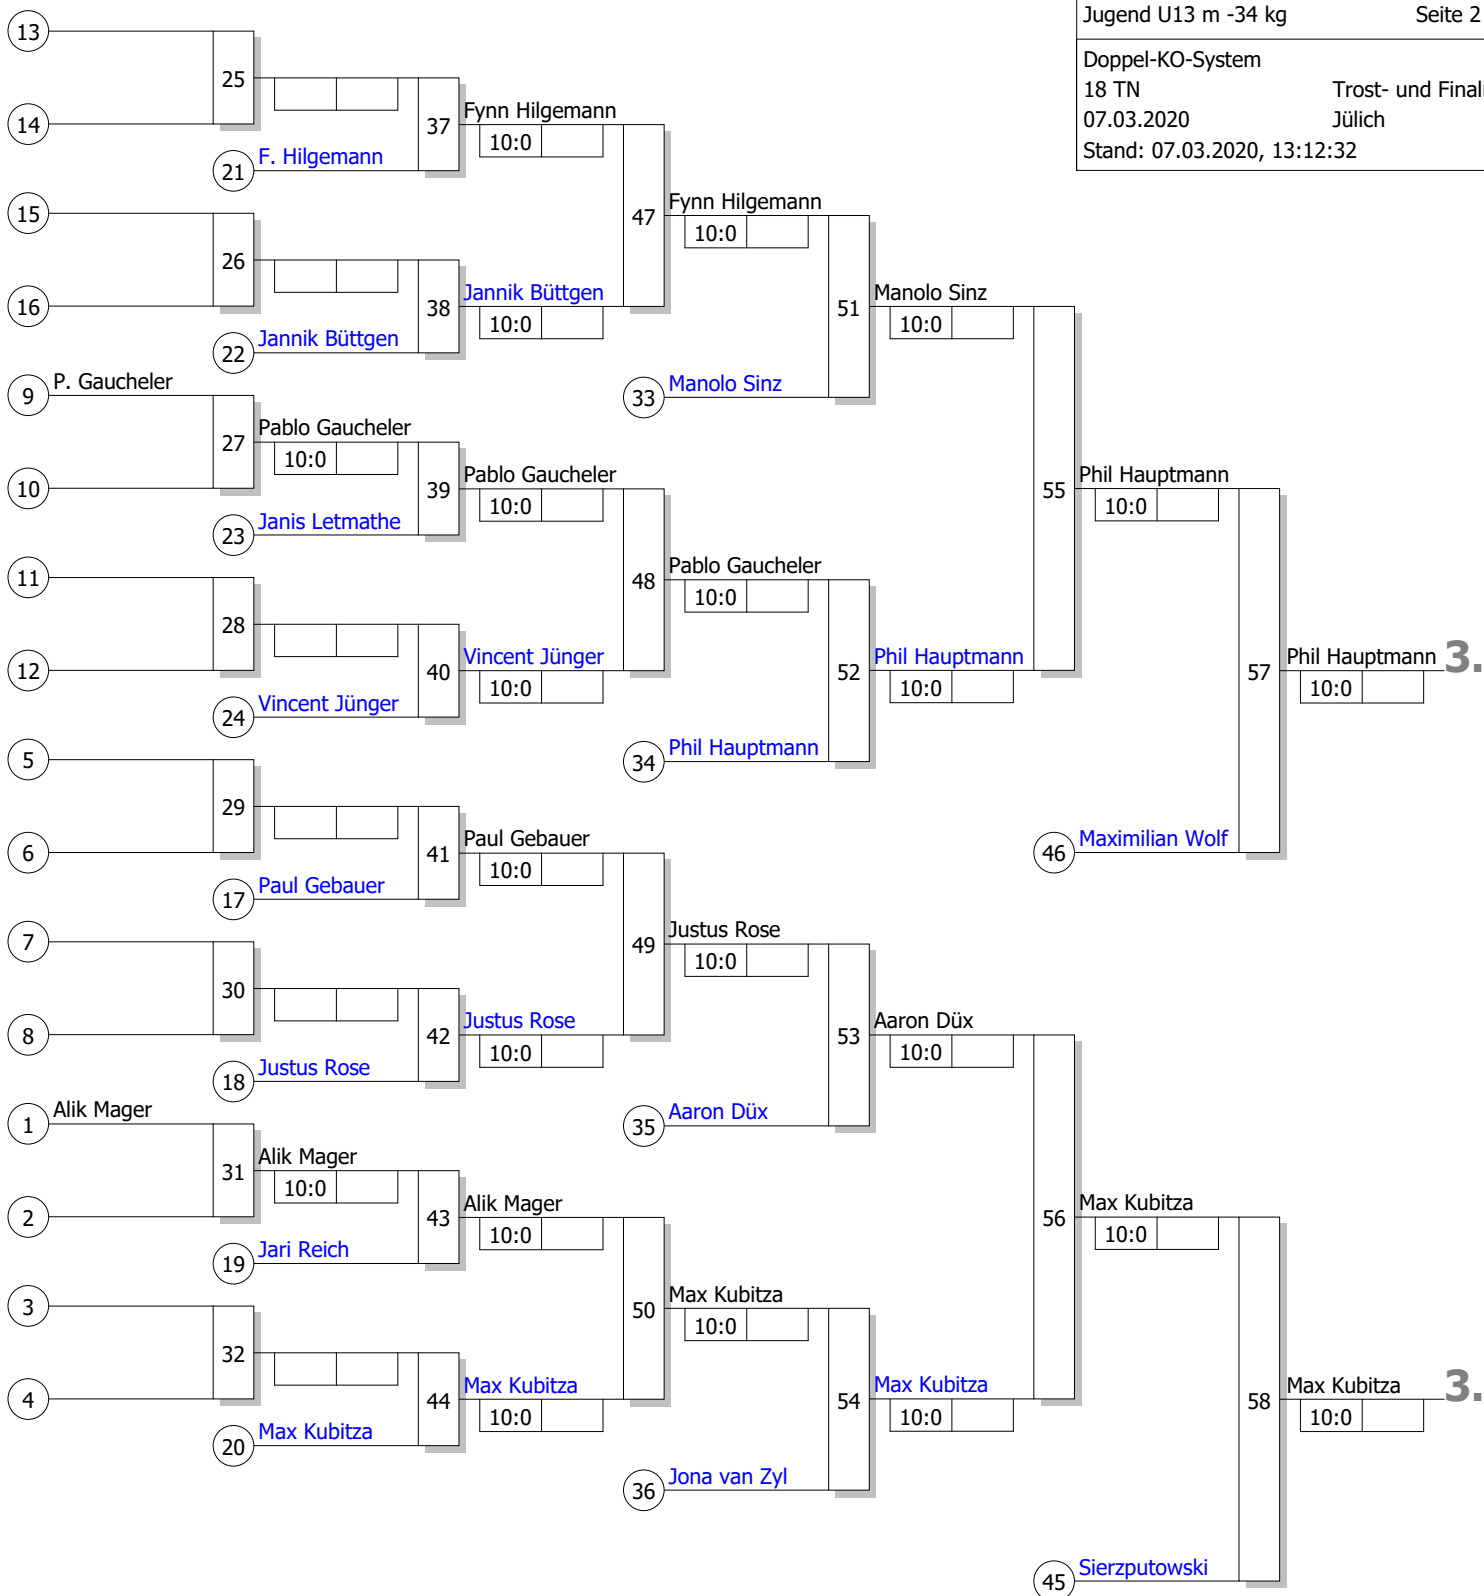 Jugend U13 m -34 kg Seite 2
Doppel-KO-System
18 TN Trost- und Final
07.03.2020 Jülich
Stand: 07.03.2020, 13:12:32
13
25
14
37
Fynn Hilgemann
10:0
21 F. Hilgemann
15
47
Fynn Hilgemann
10:0
26
16
38
Jannik Büttgen
10:0
22 Jannik Büttgen
51
Manolo Sinz
10:0
9 P. Gaucheler
33 Manolo Sinz
27
Pablo Gaucheler
10:0
10
39
Pablo Gaucheler
10:0
23 Janis Letmathe
55
Phil Hauptmann
10:0
11
48
Pablo Gaucheler
10:0
28
12
40
Vincent Jünger
10:0
24 Vincent Jünger
52
Phil Hauptmann
10:0
57
Phil Hauptmann 3.
10:0
5
34 Phil Hauptmann
29
6
41
Paul Gebauer
10:0
46 Maximilian Wolf
17 Paul Gebauer
7
49
Justus Rose
10:0
30
8
42
Justus Rose
10:0
18 Justus Rose
53
Aaron Düx
10:0
1 Alik Mager
35 Aaron Düx
31
Alik Mager
10:0
2
43
Alik Mager
10:0
19 Jari Reich
56
Max Kubitza
10:0
3
50
Max Kubitza
10:0
32
4
44
Max Kubitza
10:0
20 Max Kubitza
54
Max Kubitza
10:0
58
Max Kubitza 3.
10:0
36 Jona van Zyl
45 Sierzputowski